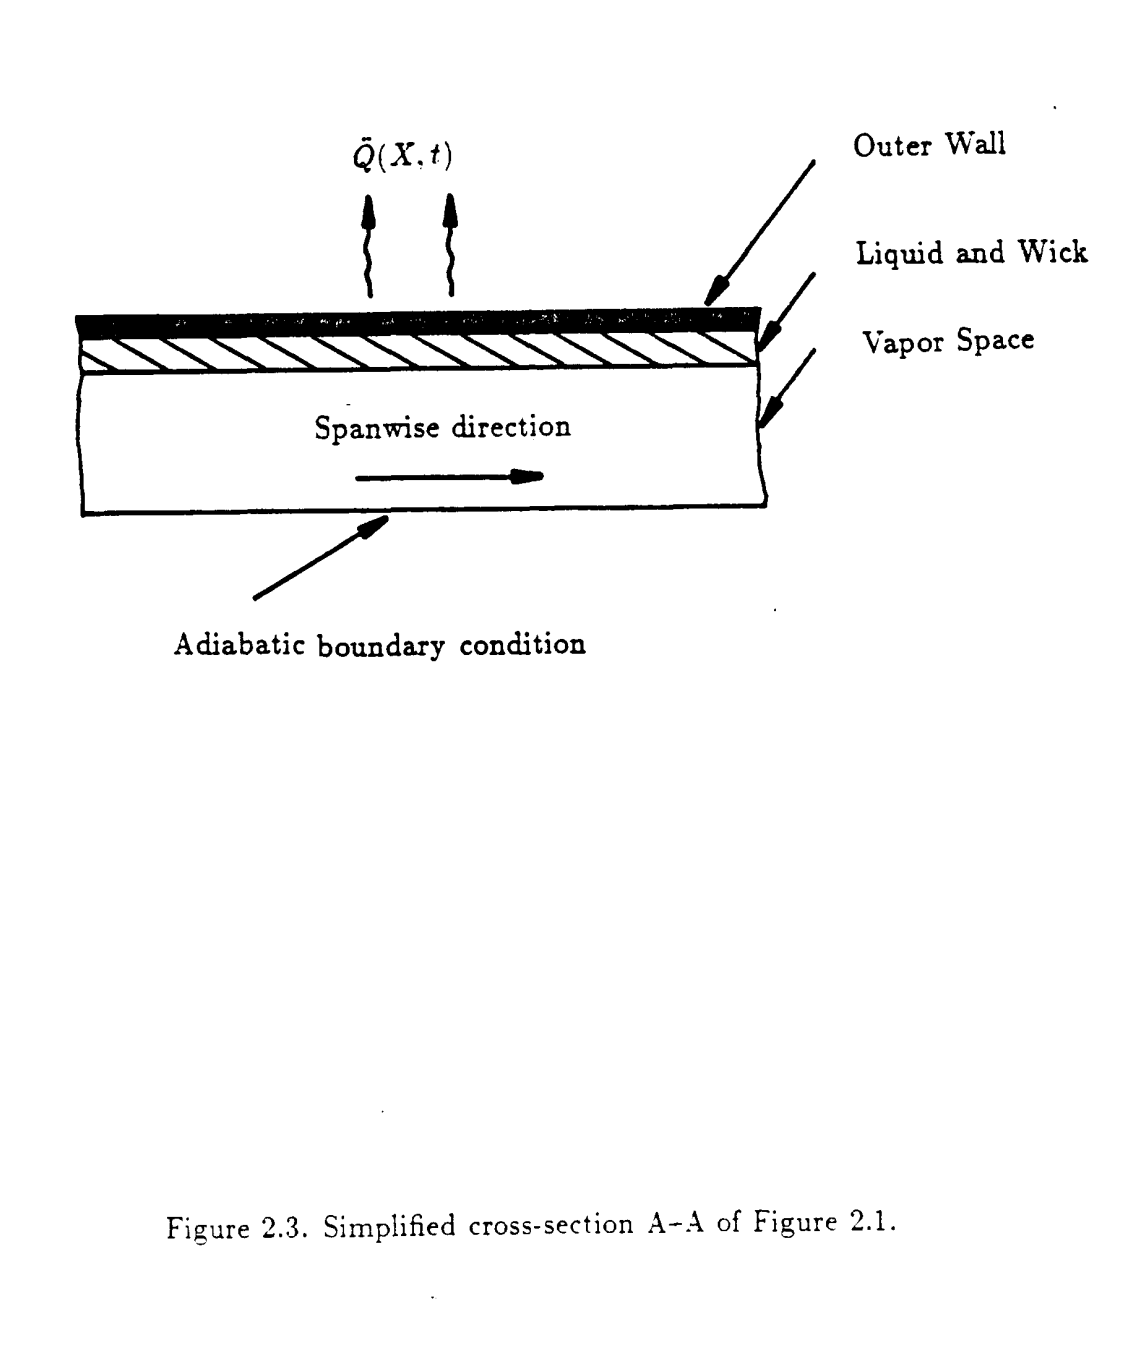 Q̈(X, t)
Outer Wall
Liquid and Wick
Vapor Space
Spanwise direction
Adiabatic boundary condition
Figure 2.3. Simplified cross-section A–A of Figure 2.1.